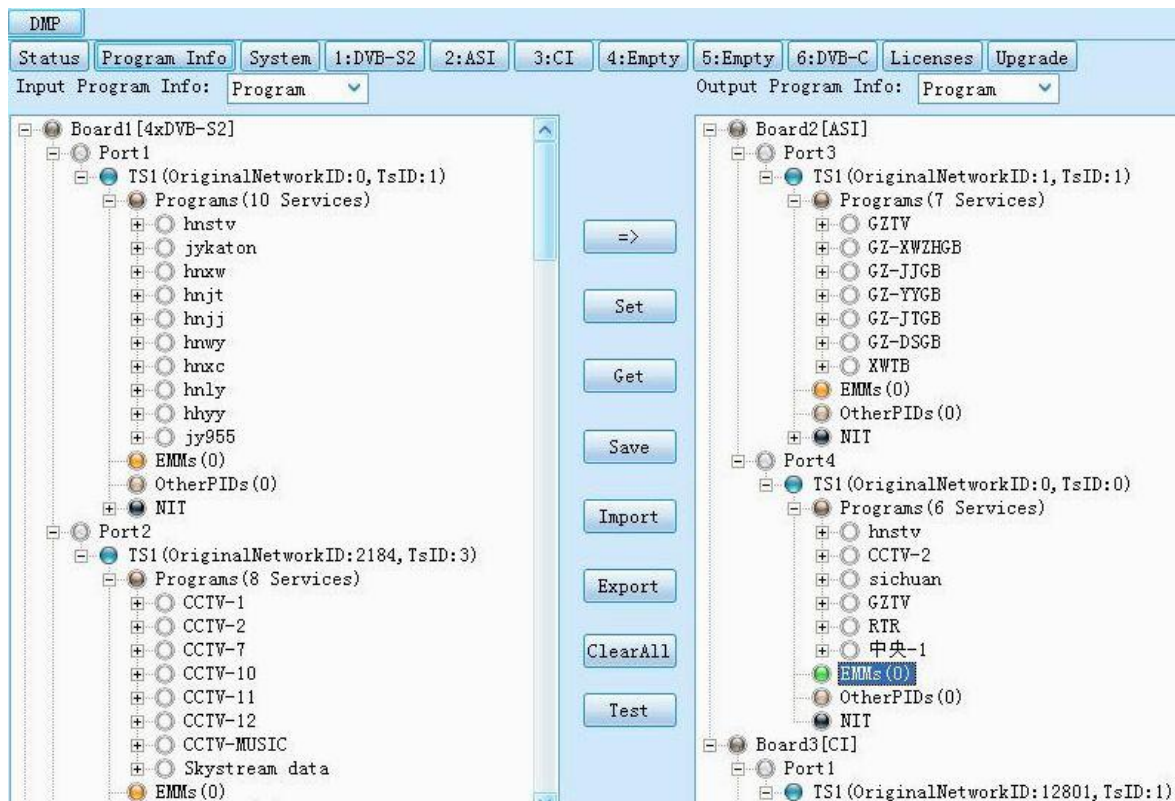 DMP
Status Program Info System 1:DVB-S2 2:ASI 3:CI 4:Empty 5:Empty 6:DVB-C Licenses Upgrade
Input Program Info: Program
Output Program Info: Program
Board1[4xDVB-S2]
Port1
TS1(OriginalNetworkID:0,TsID:1)
Programs(10 Services)
hnstv
jykaton
hnxw
hnjt
hnjj
hnwy
hnxc
hnly
hhyy
jy955
EMMs(0)
OtherPIDs(0)
NIT
Port2
TS1(OriginalNetworkID:2184,TsID:3)
Programs(8 Services)
CCTV-1
CCTV-2
CCTV-7
CCTV-10
CCTV-11
CCTV-12
CCTV-MUSIC
Skystream data
EMMs(0)
=>
Set
Get
Save
Import
Export
ClearAll
Test
Board2[ASI]
Port3
TS1(OriginalNetworkID:1,TsID:1)
Programs(7 Services)
GZTV
GZ-XWZHGB
GZ-JJGB
GZ-YYGB
GZ-JTGB
GZ-DSGB
XWTB
EMMs(0)
OtherPIDs(0)
NIT
Port4
TS1(OriginalNetworkID:0,TsID:0)
Programs(6 Services)
hnstv
CCTV-2
sichuan
GZTV
RTR
中央-1
EMMs(0)
OtherPIDs(0)
NIT
Board3[CI]
Port1
TS1(OriginalNetworkID:12801,TsID:1)